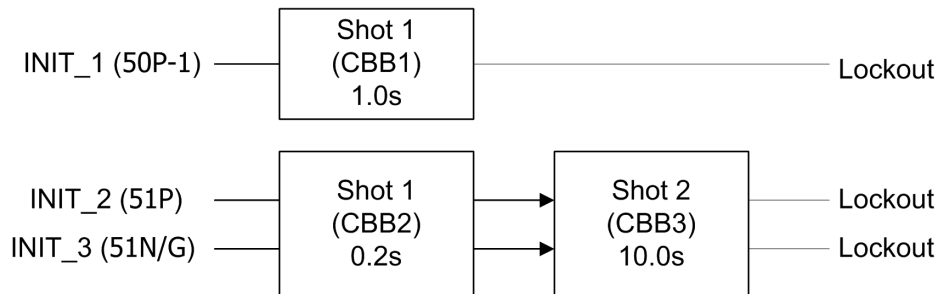 INIT_1 (50P-1)
Shot 1
(CBB1)
1.0s
Lockout
INIT_2 (51P)
INIT_3 (51N/G)
Shot 1
(CBB2)
0.2s
Shot 2
(CBB3)
10.0s
Lockout
Lockout